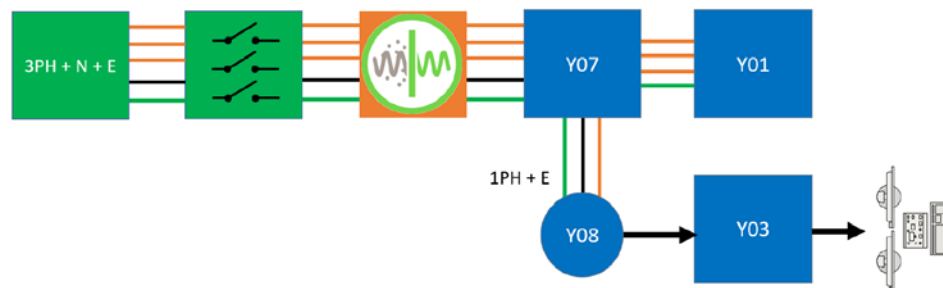 3PH + N + E
Y07
Y01
1PH + E
Y08
Y03